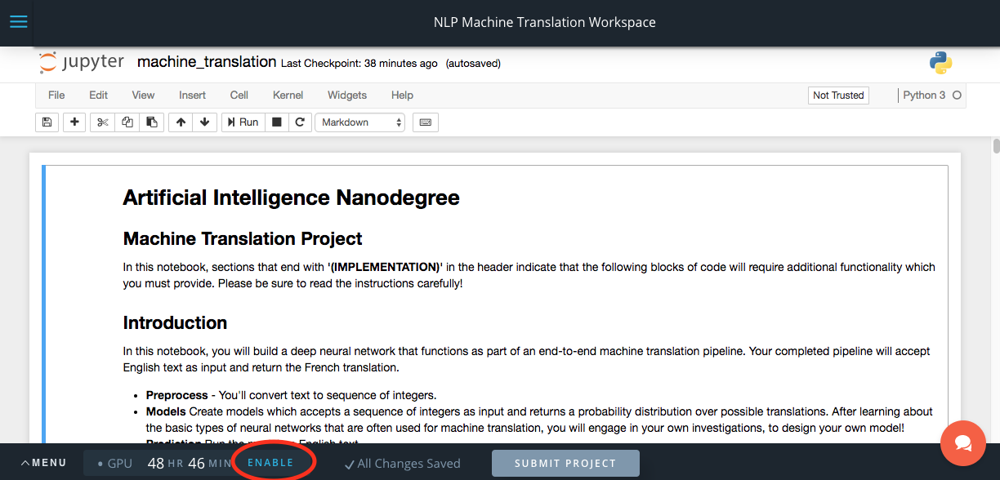 NLP Machine Translation Workspace
jupyter machine_translation Last Checkpoint: 38 minutes ago (autosaved)
File Edit View Insert Cell Kernel Widgets Help Not Trusted Python 3
Run Markdown
Artificial Intelligence Nanodegree
Machine Translation Project
In this notebook, sections that end with '(IMPLEMENTATION)' in the header indicate that the following blocks of code will require additional functionality which
you must provide. Please be sure to read the instructions carefully!
Introduction
In this notebook, you will build a deep neural network that functions as part of an end-to-end machine translation pipeline. Your completed pipeline will accept
English text as input and return the French translation.
• Preprocess - You'll convert text to sequence of integers.
• Models Create models which accepts a sequence of integers as input and returns a probability distribution over possible translations. After learning about
the basic types of neural networks that are often used for machine translation, you will engage in your own investigations, to design your own model!
• Prediction Run the English text.
MENU • GPU 48 HR 46 MIN ENABLE All Changes Saved SUBMIT PROJECT